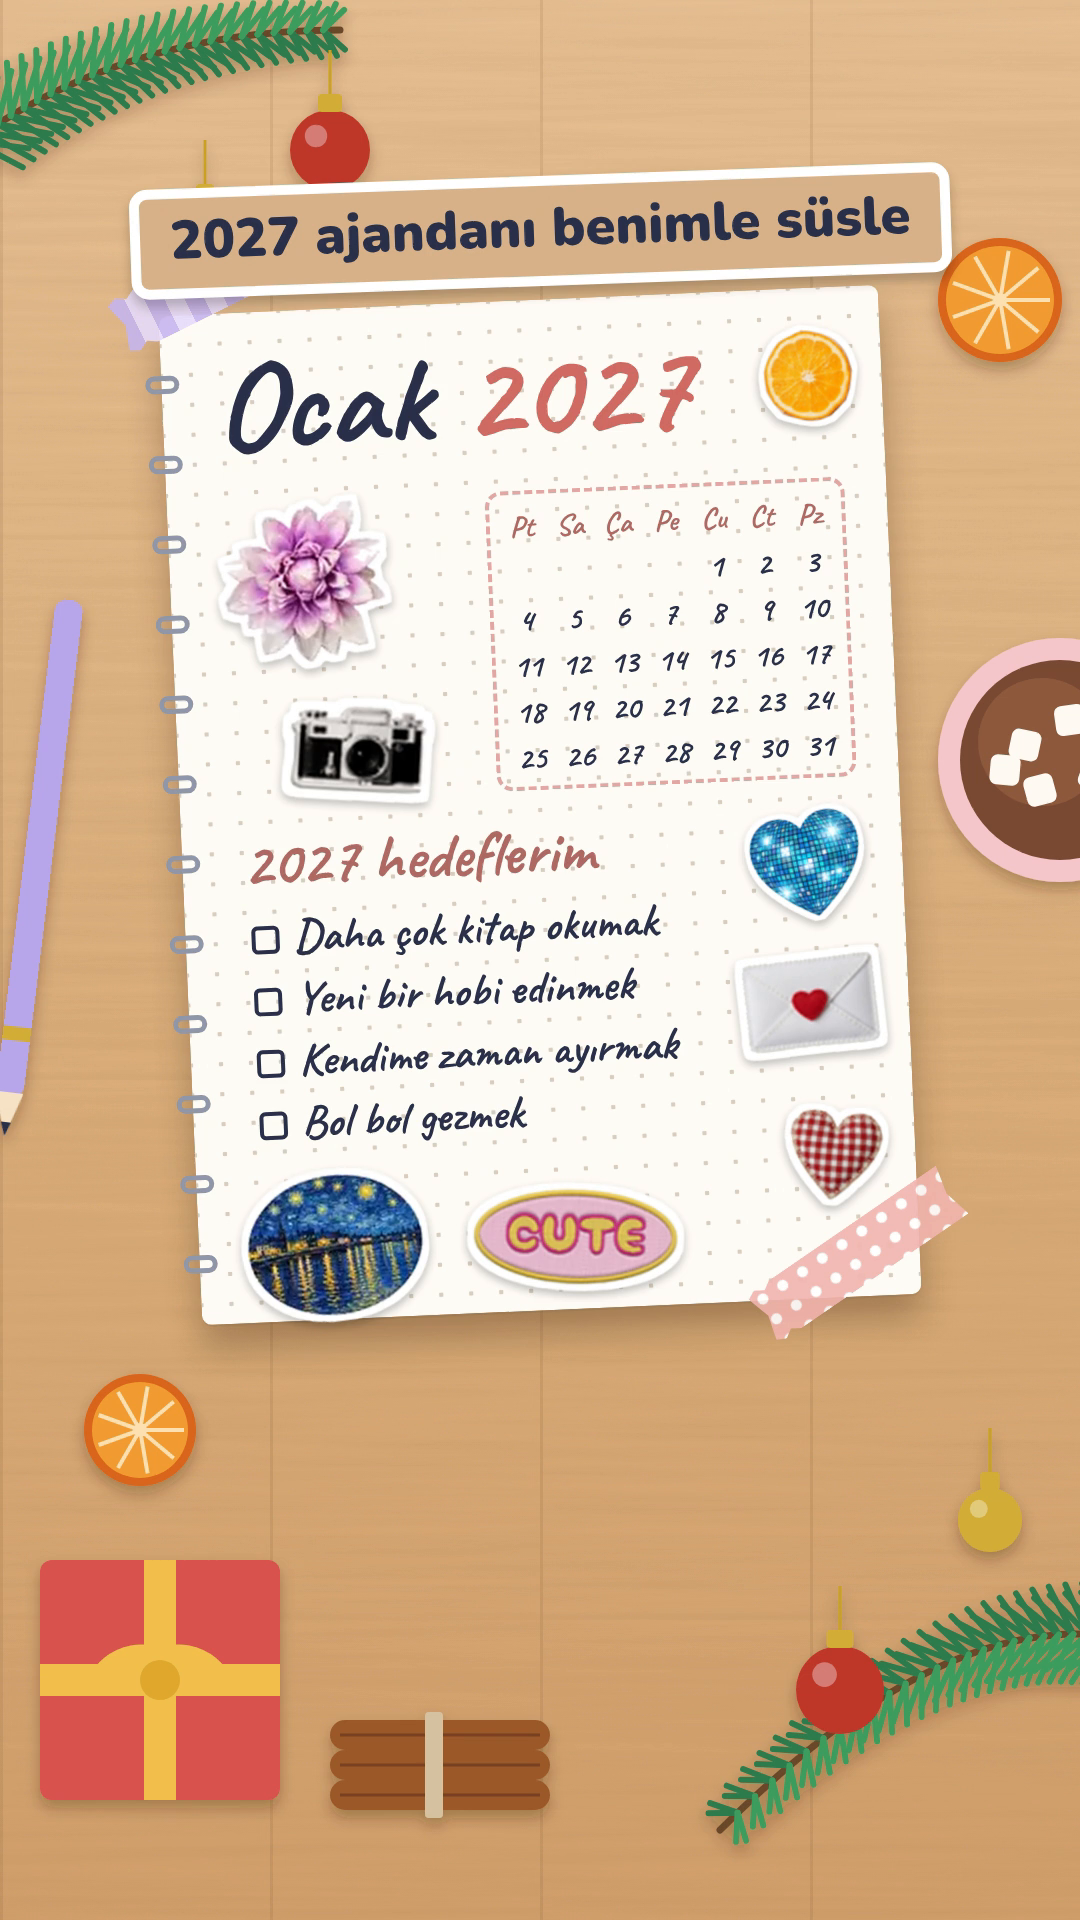 2027 ajandanı benimle süsle
Ocak 2027
Pt Sa Ça Pe Cu Ct Pz
1 2 3
4 5 6 7 8 9 10
11 12 13 14 15 16 17
18 19 20 21 22 23 24
25 26 27 28 29 30 31
2027 hedeflerim
Daha çok kitap okumak
Yeni bir hobi edinmek
Kendime zaman ayırmak
Bol bol gezmek
CUTE